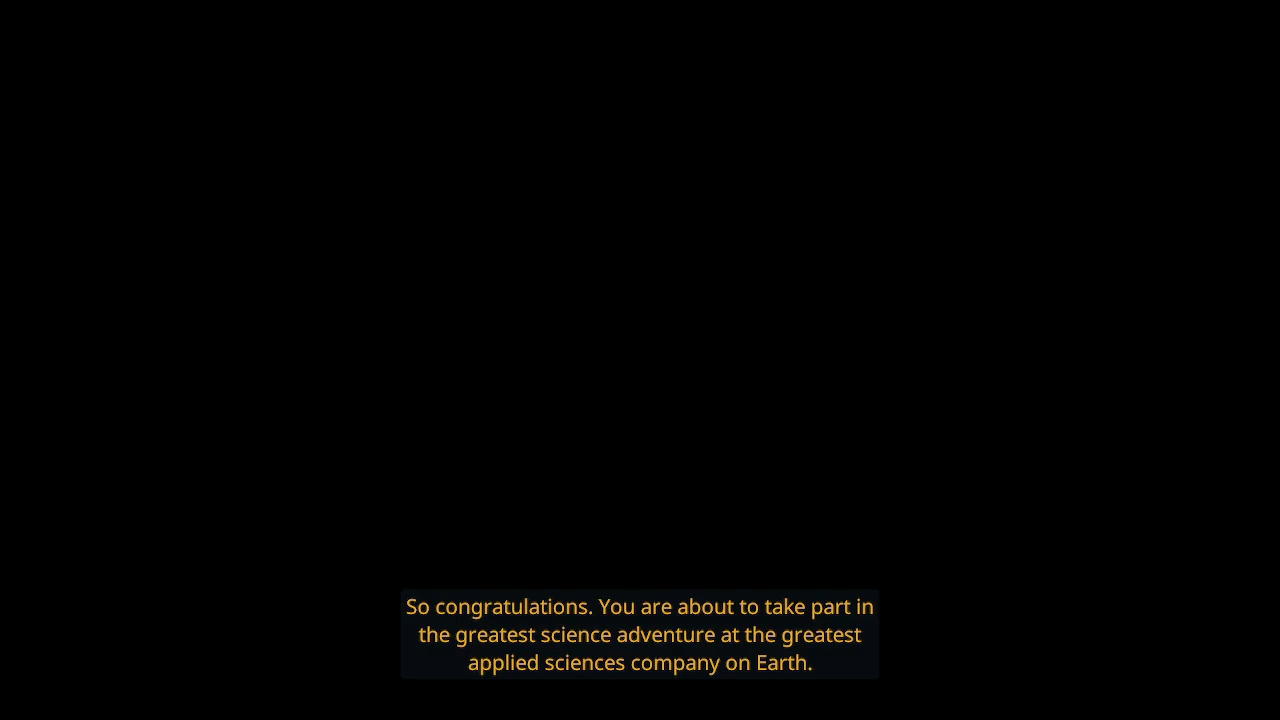 So congratulations. You are about to take part in
the greatest science adventure at the greatest
applied sciences company on Earth.